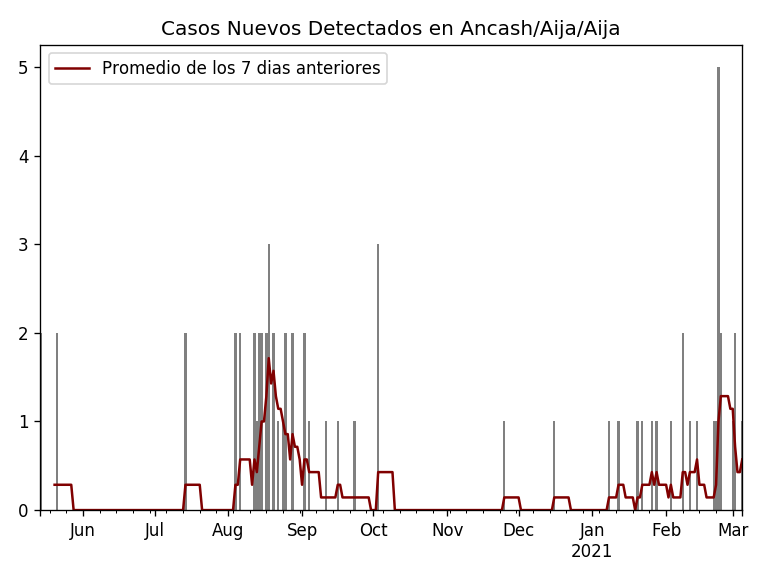 Casos Nuevos Detectados en Ancash/Aija/Aija
Promedio de los 7 dias anteriores
5
4
3
2
1
0
Jun Jul Aug Sep Oct Nov Dec Jan Feb Mar
2021